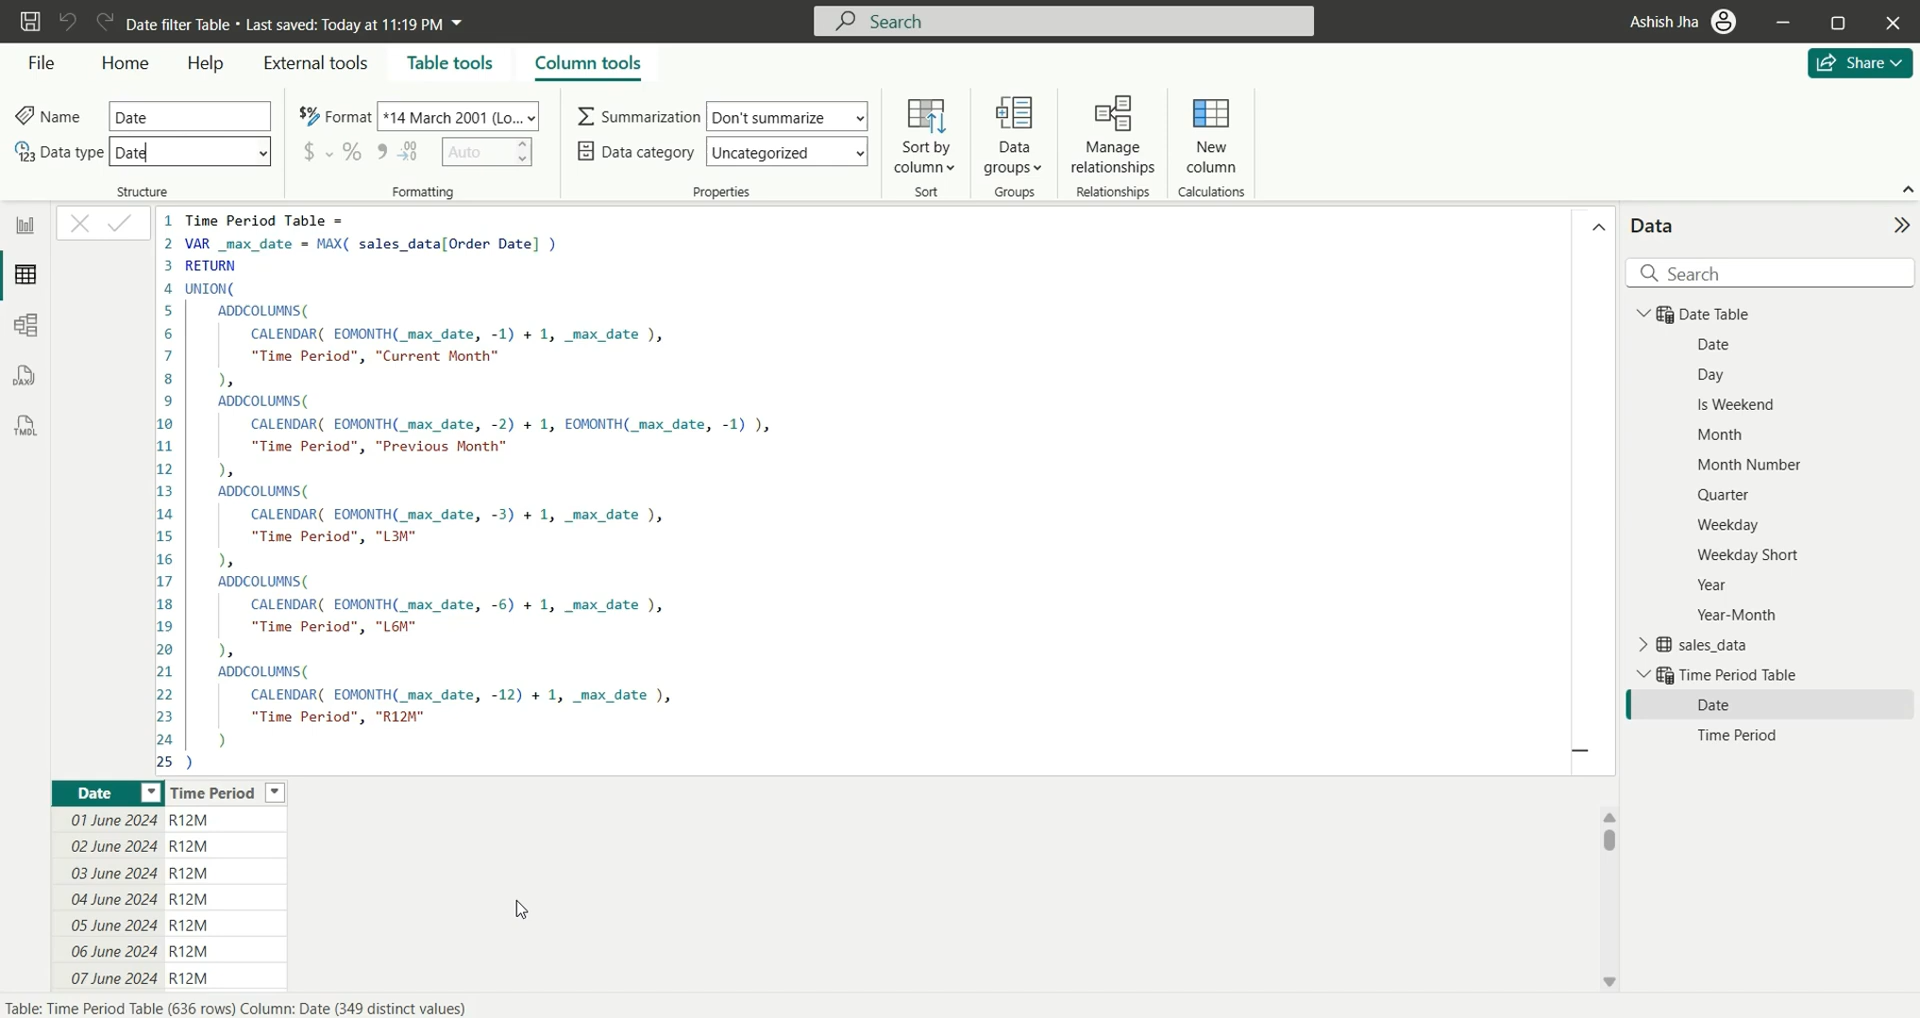 Date filter Table • Last saved: Today at 11:19 PM
Search
Ashish Jha
File Home Help External tools Table tools Column tools
Share
Name Date
Data type Date
Structure
Format *14 March 2001 (Lo...
$ % , .00 Auto
Formatting
Summarization Don't summarize
Data category Uncategorized
Properties
Sort by column
Sort
Data groups
Groups
Manage relationships
Relationships
New column
Calculations
1 Time Period Table =
2 VAR _max_date = MAX( sales_data[Order Date] )
3 RETURN
4 UNION(
5 ADDCOLUMNS(
6 CALENDAR( EOMONTH(_max_date, -1) + 1, _max_date ),
7 "Time Period", "Current Month"
8 ),
9 ADDCOLUMNS(
10 CALENDAR( EOMONTH(_max_date, -2) + 1, EOMONTH(_max_date, -1) ),
11 "Time Period", "Previous Month"
12 ),
13 ADDCOLUMNS(
14 CALENDAR( EOMONTH(_max_date, -3) + 1, _max_date ),
15 "Time Period", "L3M"
16 ),
17 ADDCOLUMNS(
18 CALENDAR( EOMONTH(_max_date, -6) + 1, _max_date ),
19 "Time Period", "L6M"
20 ),
21 ADDCOLUMNS(
22 CALENDAR( EOMONTH(_max_date, -12) + 1, _max_date ),
23 "Time Period", "R12M"
24 )
25 )
DAX
TMDL
Date Time Period
01 June 2024 R12M
02 June 2024 R12M
03 June 2024 R12M
04 June 2024 R12M
05 June 2024 R12M
06 June 2024 R12M
07 June 2024 R12M
Data
Search
Date Table
Date
Day
Is Weekend
Month
Month Number
Quarter
Weekday
Weekday Short
Year
Year-Month
sales_data
Time Period Table
Date
Time Period
Table: Time Period Table (636 rows) Column: Date (349 distinct values)